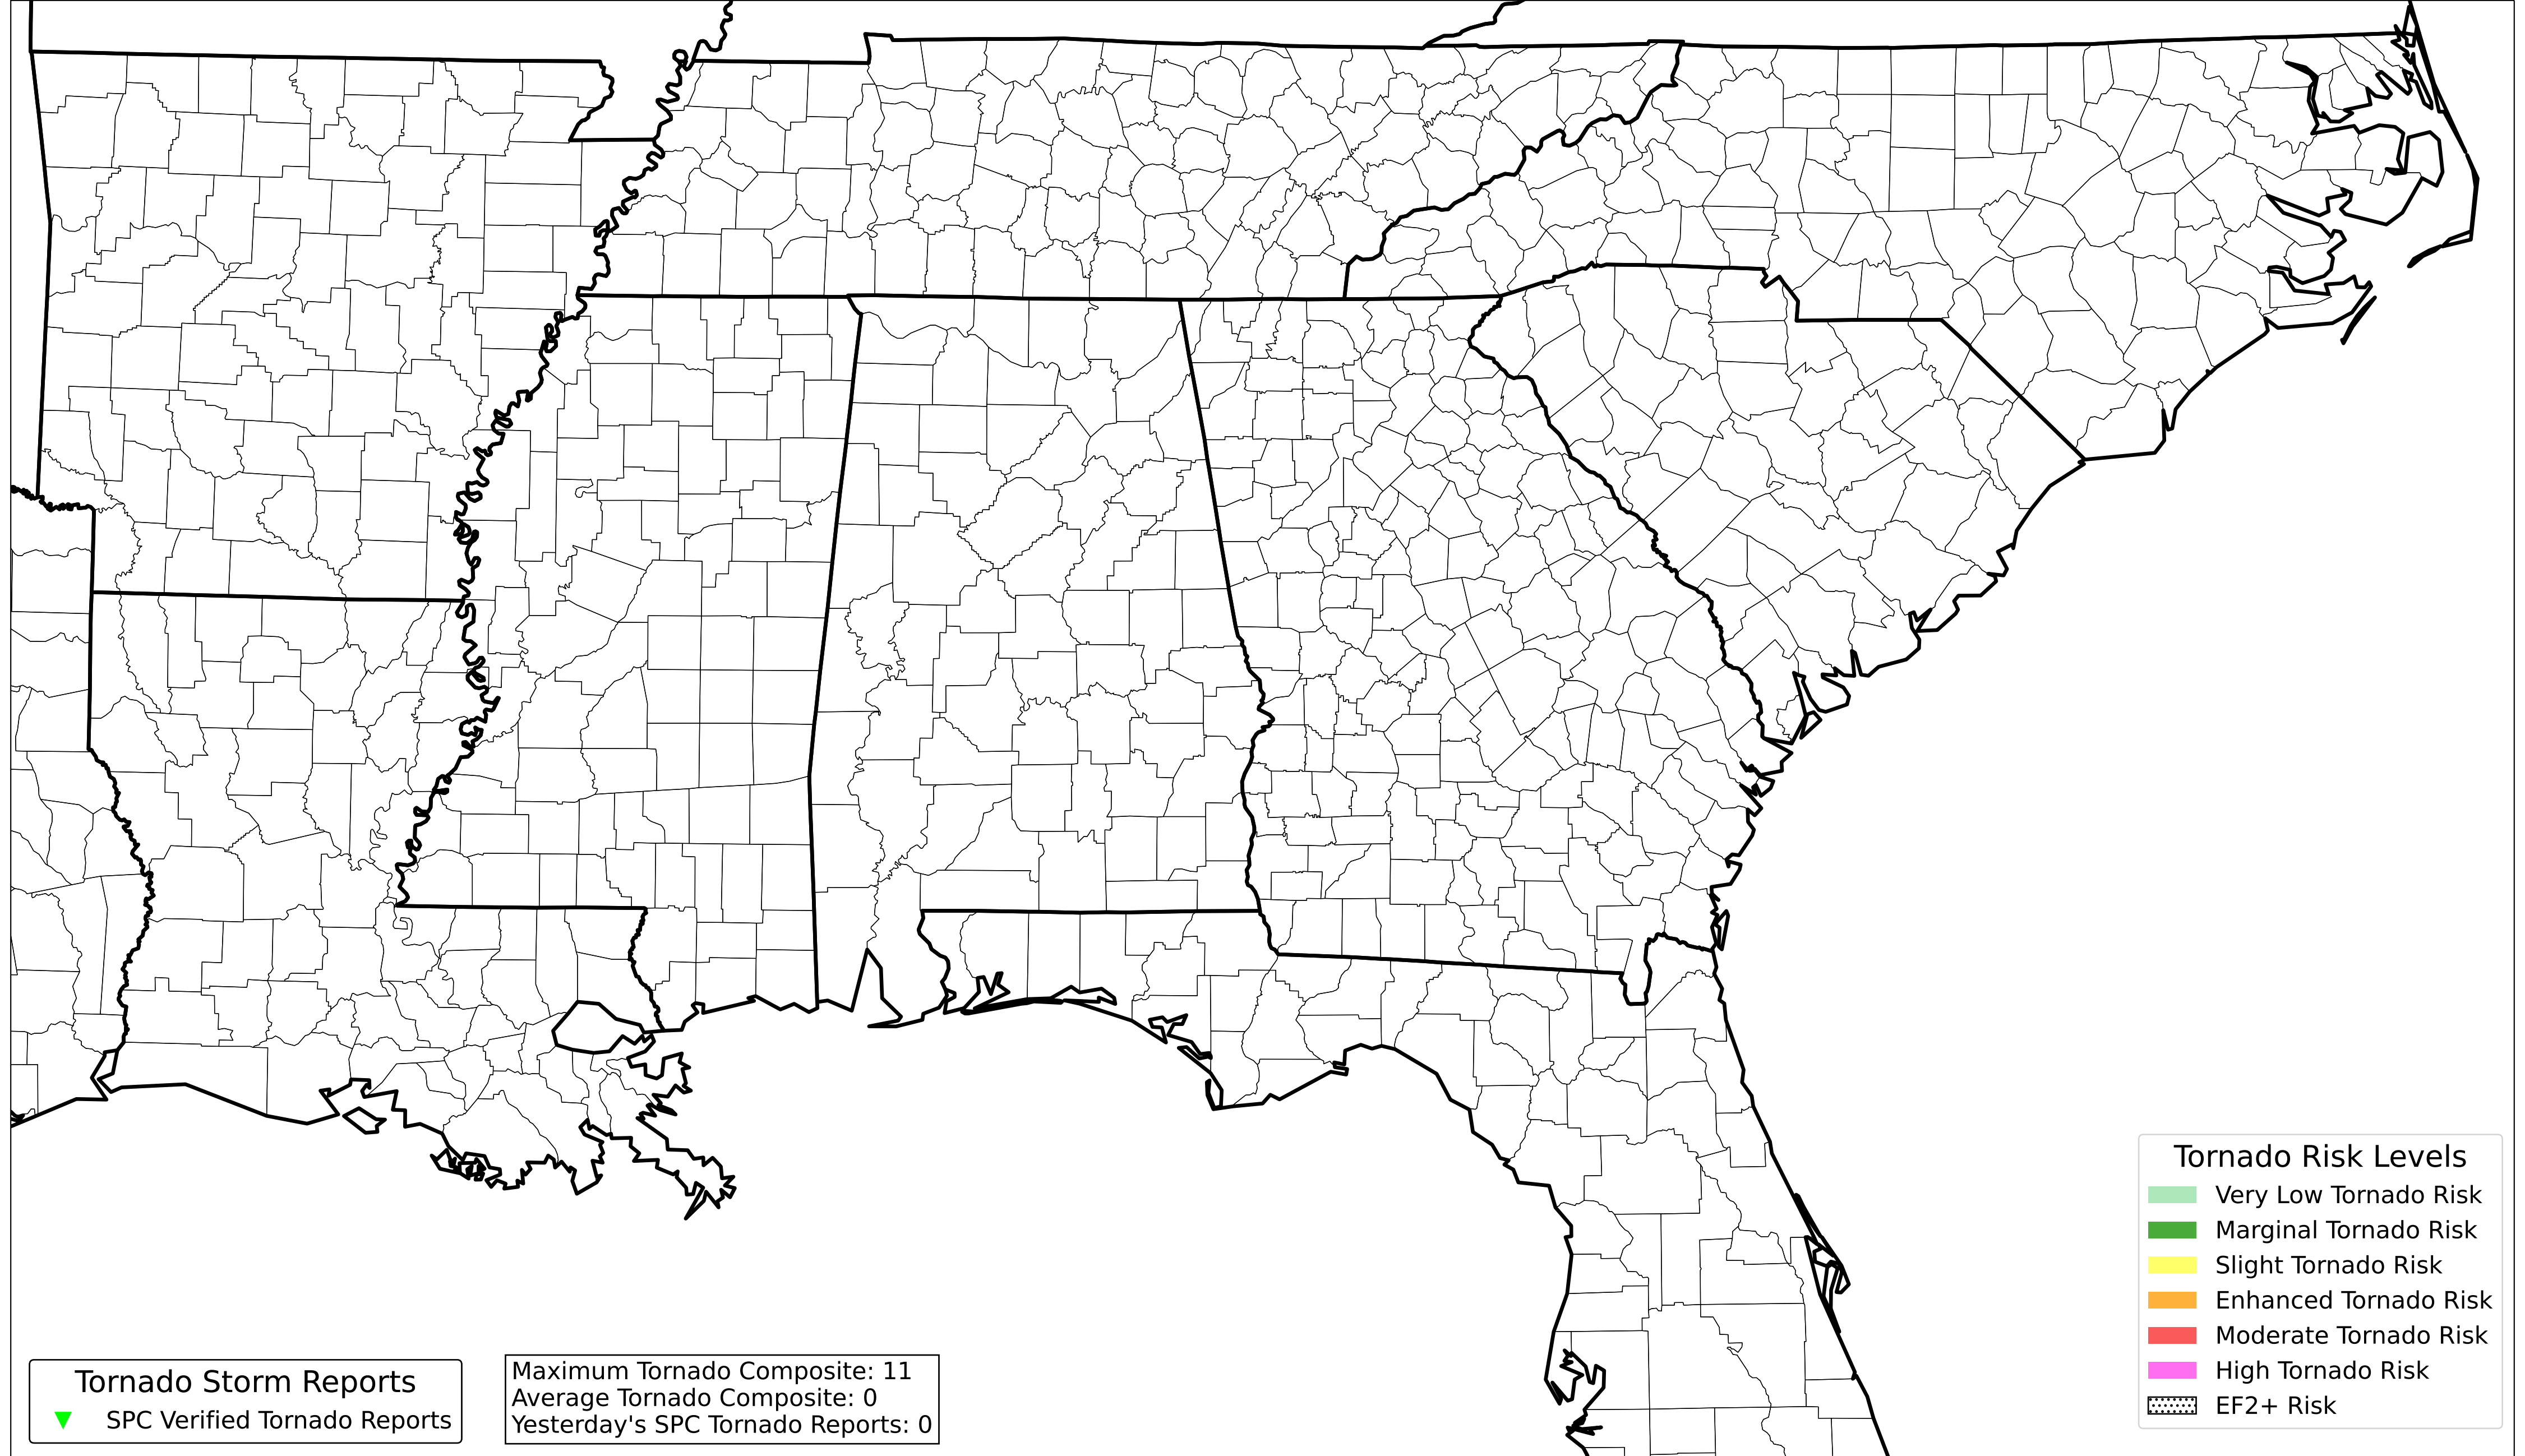 Tornado Storm Reports
SPC Verified Tornado Reports
Maximum Tornado Composite: 11
Average Tornado Composite: 0
Yesterday's SPC Tornado Reports: 0
Tornado Risk Levels
Very Low Tornado Risk
Marginal Tornado Risk
Slight Tornado Risk
Enhanced Tornado Risk
Moderate Tornado Risk
High Tornado Risk
EF2+ Risk